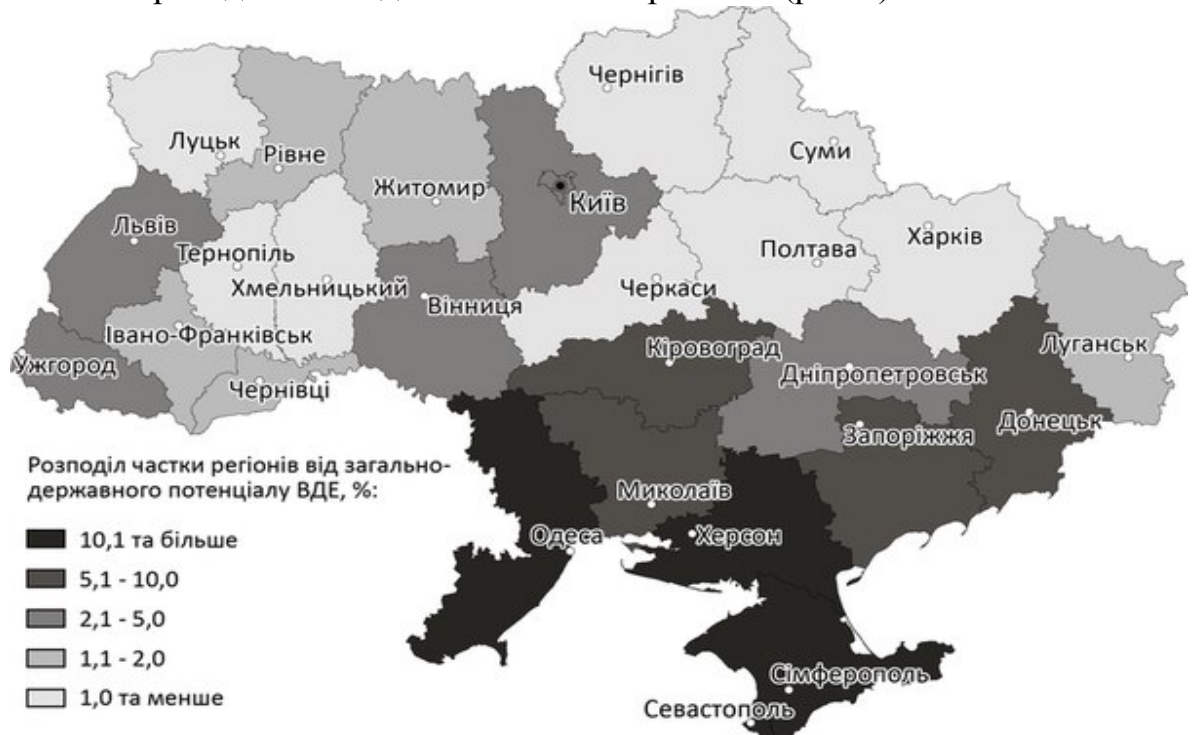 Чернігів
Луцьк
Рівне
Суми
Житомир
Київ
Львів
Тернопіль
Полтава
Харків
Хмельницький
Черкаси
Вінниця
Івано-Франківськ
Кіровоград
Луганськ
Ужгород
Чернівці
Дніпропетровськ
Донецьк
Запоріжжя
Розподіл частки регіонів від загально-
державного потенціалу ВДЕ, %:
Миколаїв
Одеса
Херсон
10,1 та більше
5,1 - 10,0
2,1 - 5,0
1,1 - 2,0
1,0 та менше
Сімферополь
Севастополь